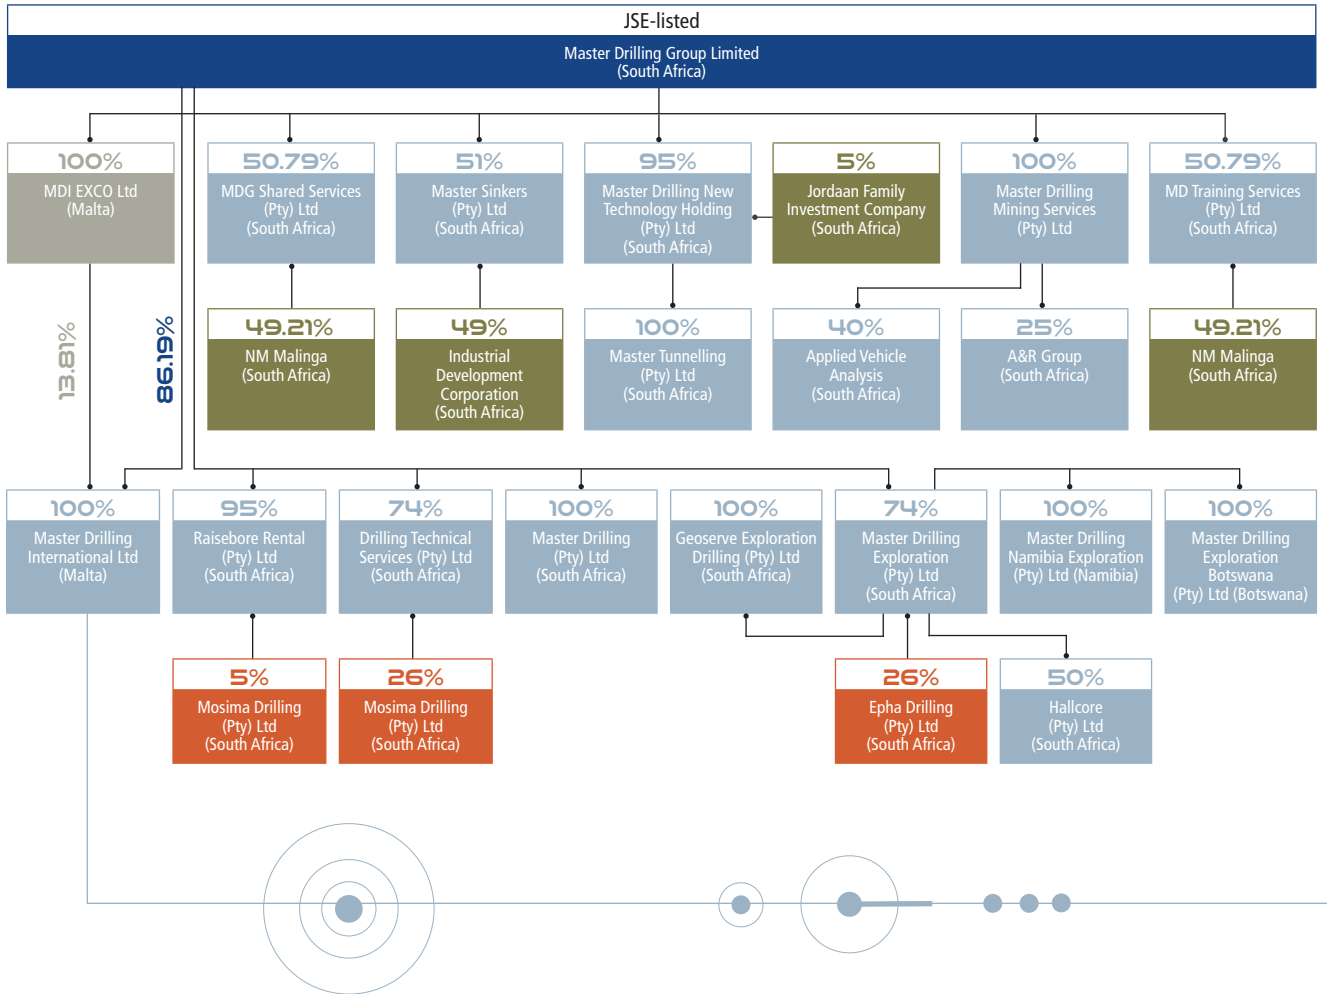 JSE-listed
Master Drilling Group Limited
(South Africa)
100%
MDI EXCO Ltd
(Malta)
50.79%
MDG Shared Services
(Pty) Ltd
(South Africa)
51%
Master Sinkers
(Pty) Ltd
(South Africa)
95%
Master Drilling New
Technology Holding
(Pty) Ltd
(South Africa)
5%
Jordaan Family
Investment Company
(South Africa)
100%
Master Drilling
Mining Services
(Pty) Ltd
50.79%
MD Training Services
(Pty) Ltd
(South Africa)
13.81%
86.19%
49.21%
NM Malinga
(South Africa)
49%
Industrial
Development
Corporation
(South Africa)
100%
Master Tunnelling
(Pty) Ltd
(South Africa)
40%
Applied Vehicle
Analysis
(South Africa)
25%
A&R Group
(South Africa)
49.21%
NM Malinga
(South Africa)
100%
Master Drilling
International Ltd
(Malta)
95%
Raisebore Rental
(Pty) Ltd
(South Africa)
74%
Drilling Technical
Services (Pty) Ltd
(South Africa)
100%
Master Drilling
(Pty) Ltd
(South Africa)
100%
Geoserve Exploration
Drilling (Pty) Ltd
(South Africa)
74%
Master Drilling
Exploration
(Pty) Ltd
(South Africa)
100%
Master Drilling
Namibia Exploration
(Pty) Ltd (Namibia)
100%
Master Drilling
Exploration
Botswana
(Pty) Ltd (Botswana)
5%
Mosima Drilling
(Pty) Ltd
(South Africa)
26%
Mosima Drilling
(Pty) Ltd
(South Africa)
26%
Epha Drilling
(Pty) Ltd
(South Africa)
50%
Hallcore
(Pty) Ltd
(South Africa)